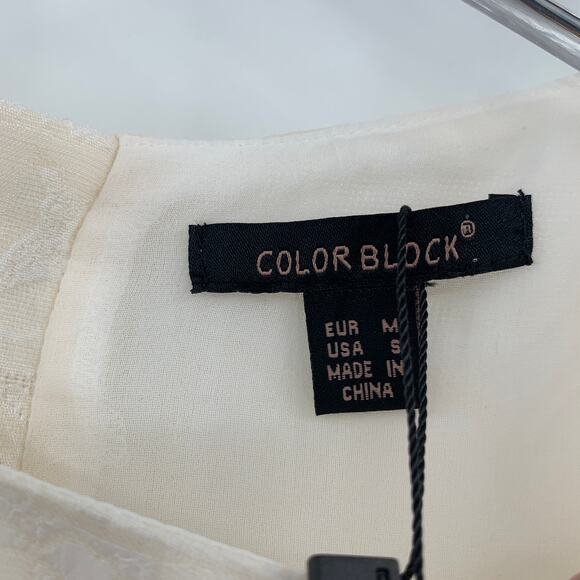 COLOR BLOCK®
EUR M
USA S
MADE IN
CHINA